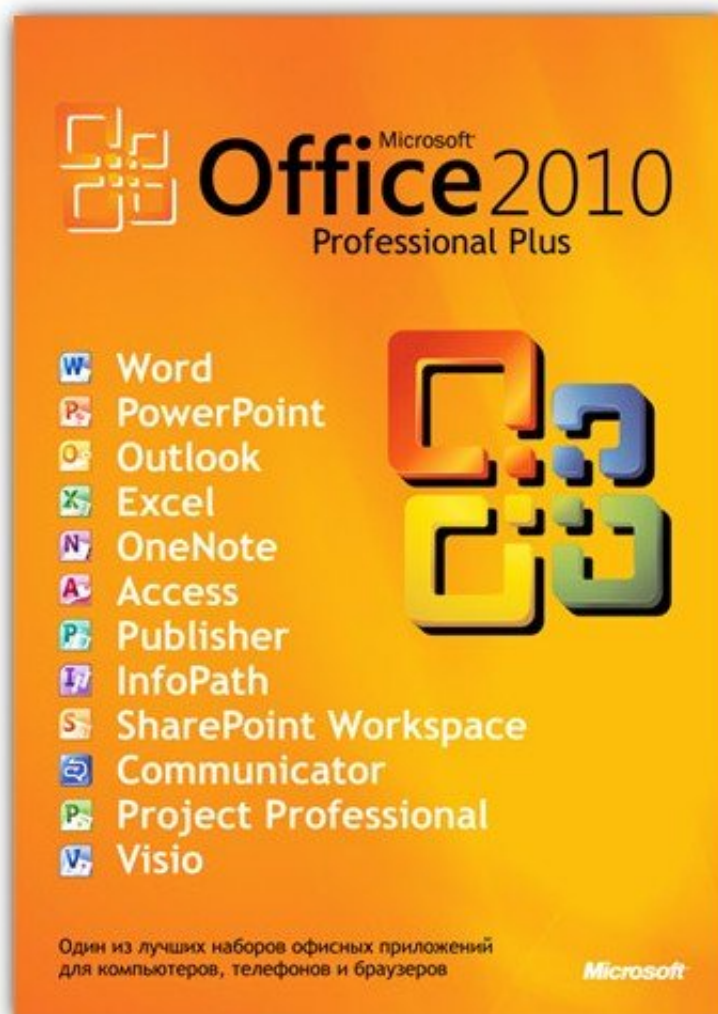 Microsoft
Office 2010
Professional Plus
Word
PowerPoint
Outlook
Excel
OneNote
Access
Publisher
InfoPath
SharePoint Workspace
Communicator
Project Professional
Visio
Один из лучших наборов офисных приложений
для компьютеров, телефонов и браузеров
Microsoft